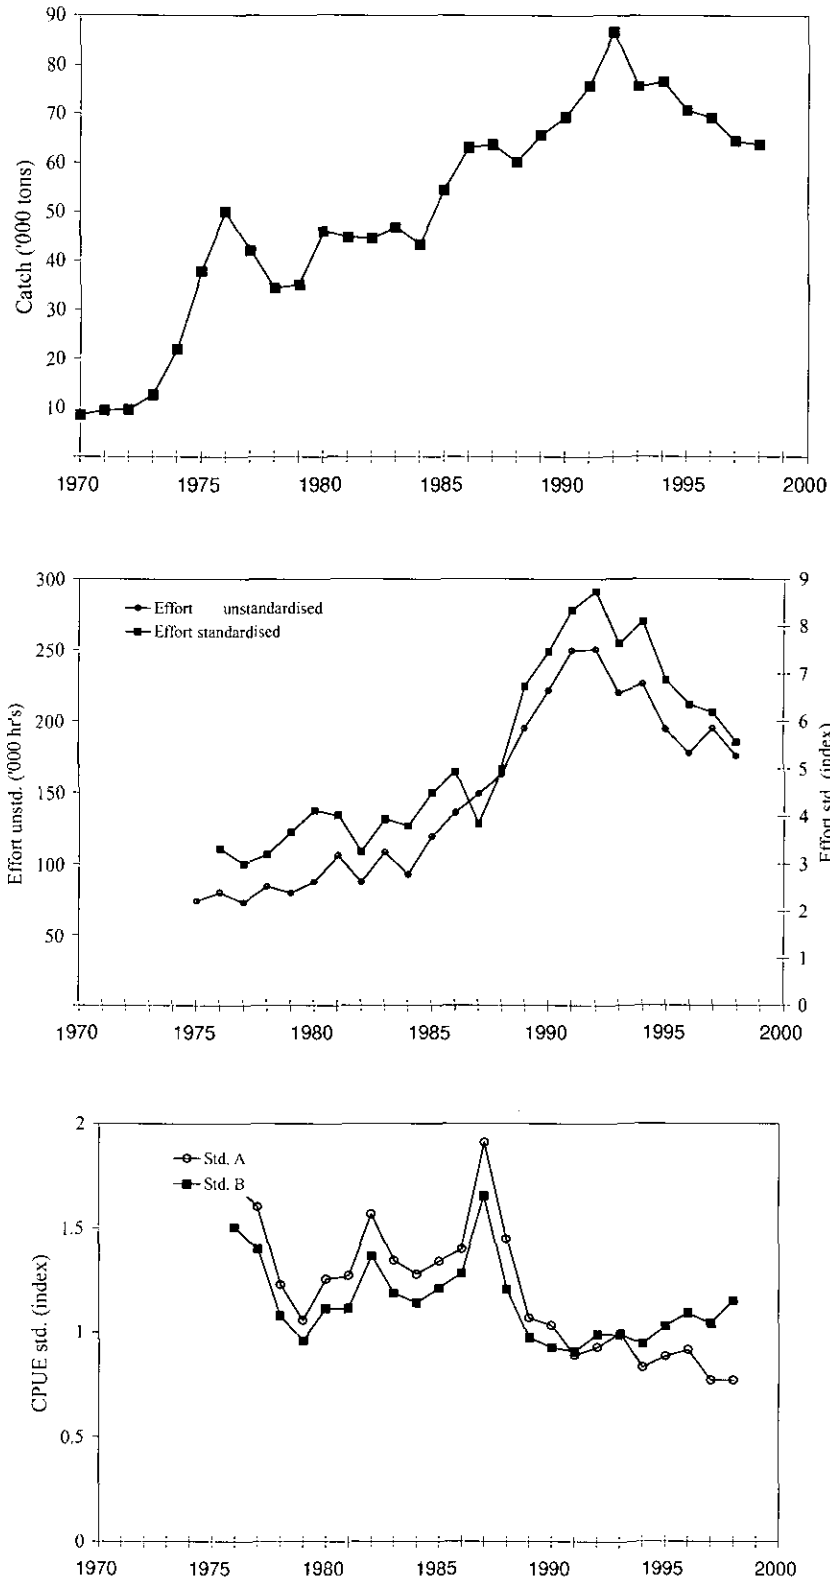 90
80
70
60
50
40
30
20
10
Catch ('000 tons)
1970 1975 1980 1985 1990 1995 2000
300
250
200
150
100
50
Effort unstd. ('000 hr's)
Effort unstandardised
Effort standardised
9
8
7
6
5
4
3
2
1
0
Effort std. (index)
1970 1975 1980 1985 1990 1995 2000
2
1.5
1
0.5
0
CPUE std. (index)
Std. A
Std. B
1970 1975 1980 1985 1990 1995 2000